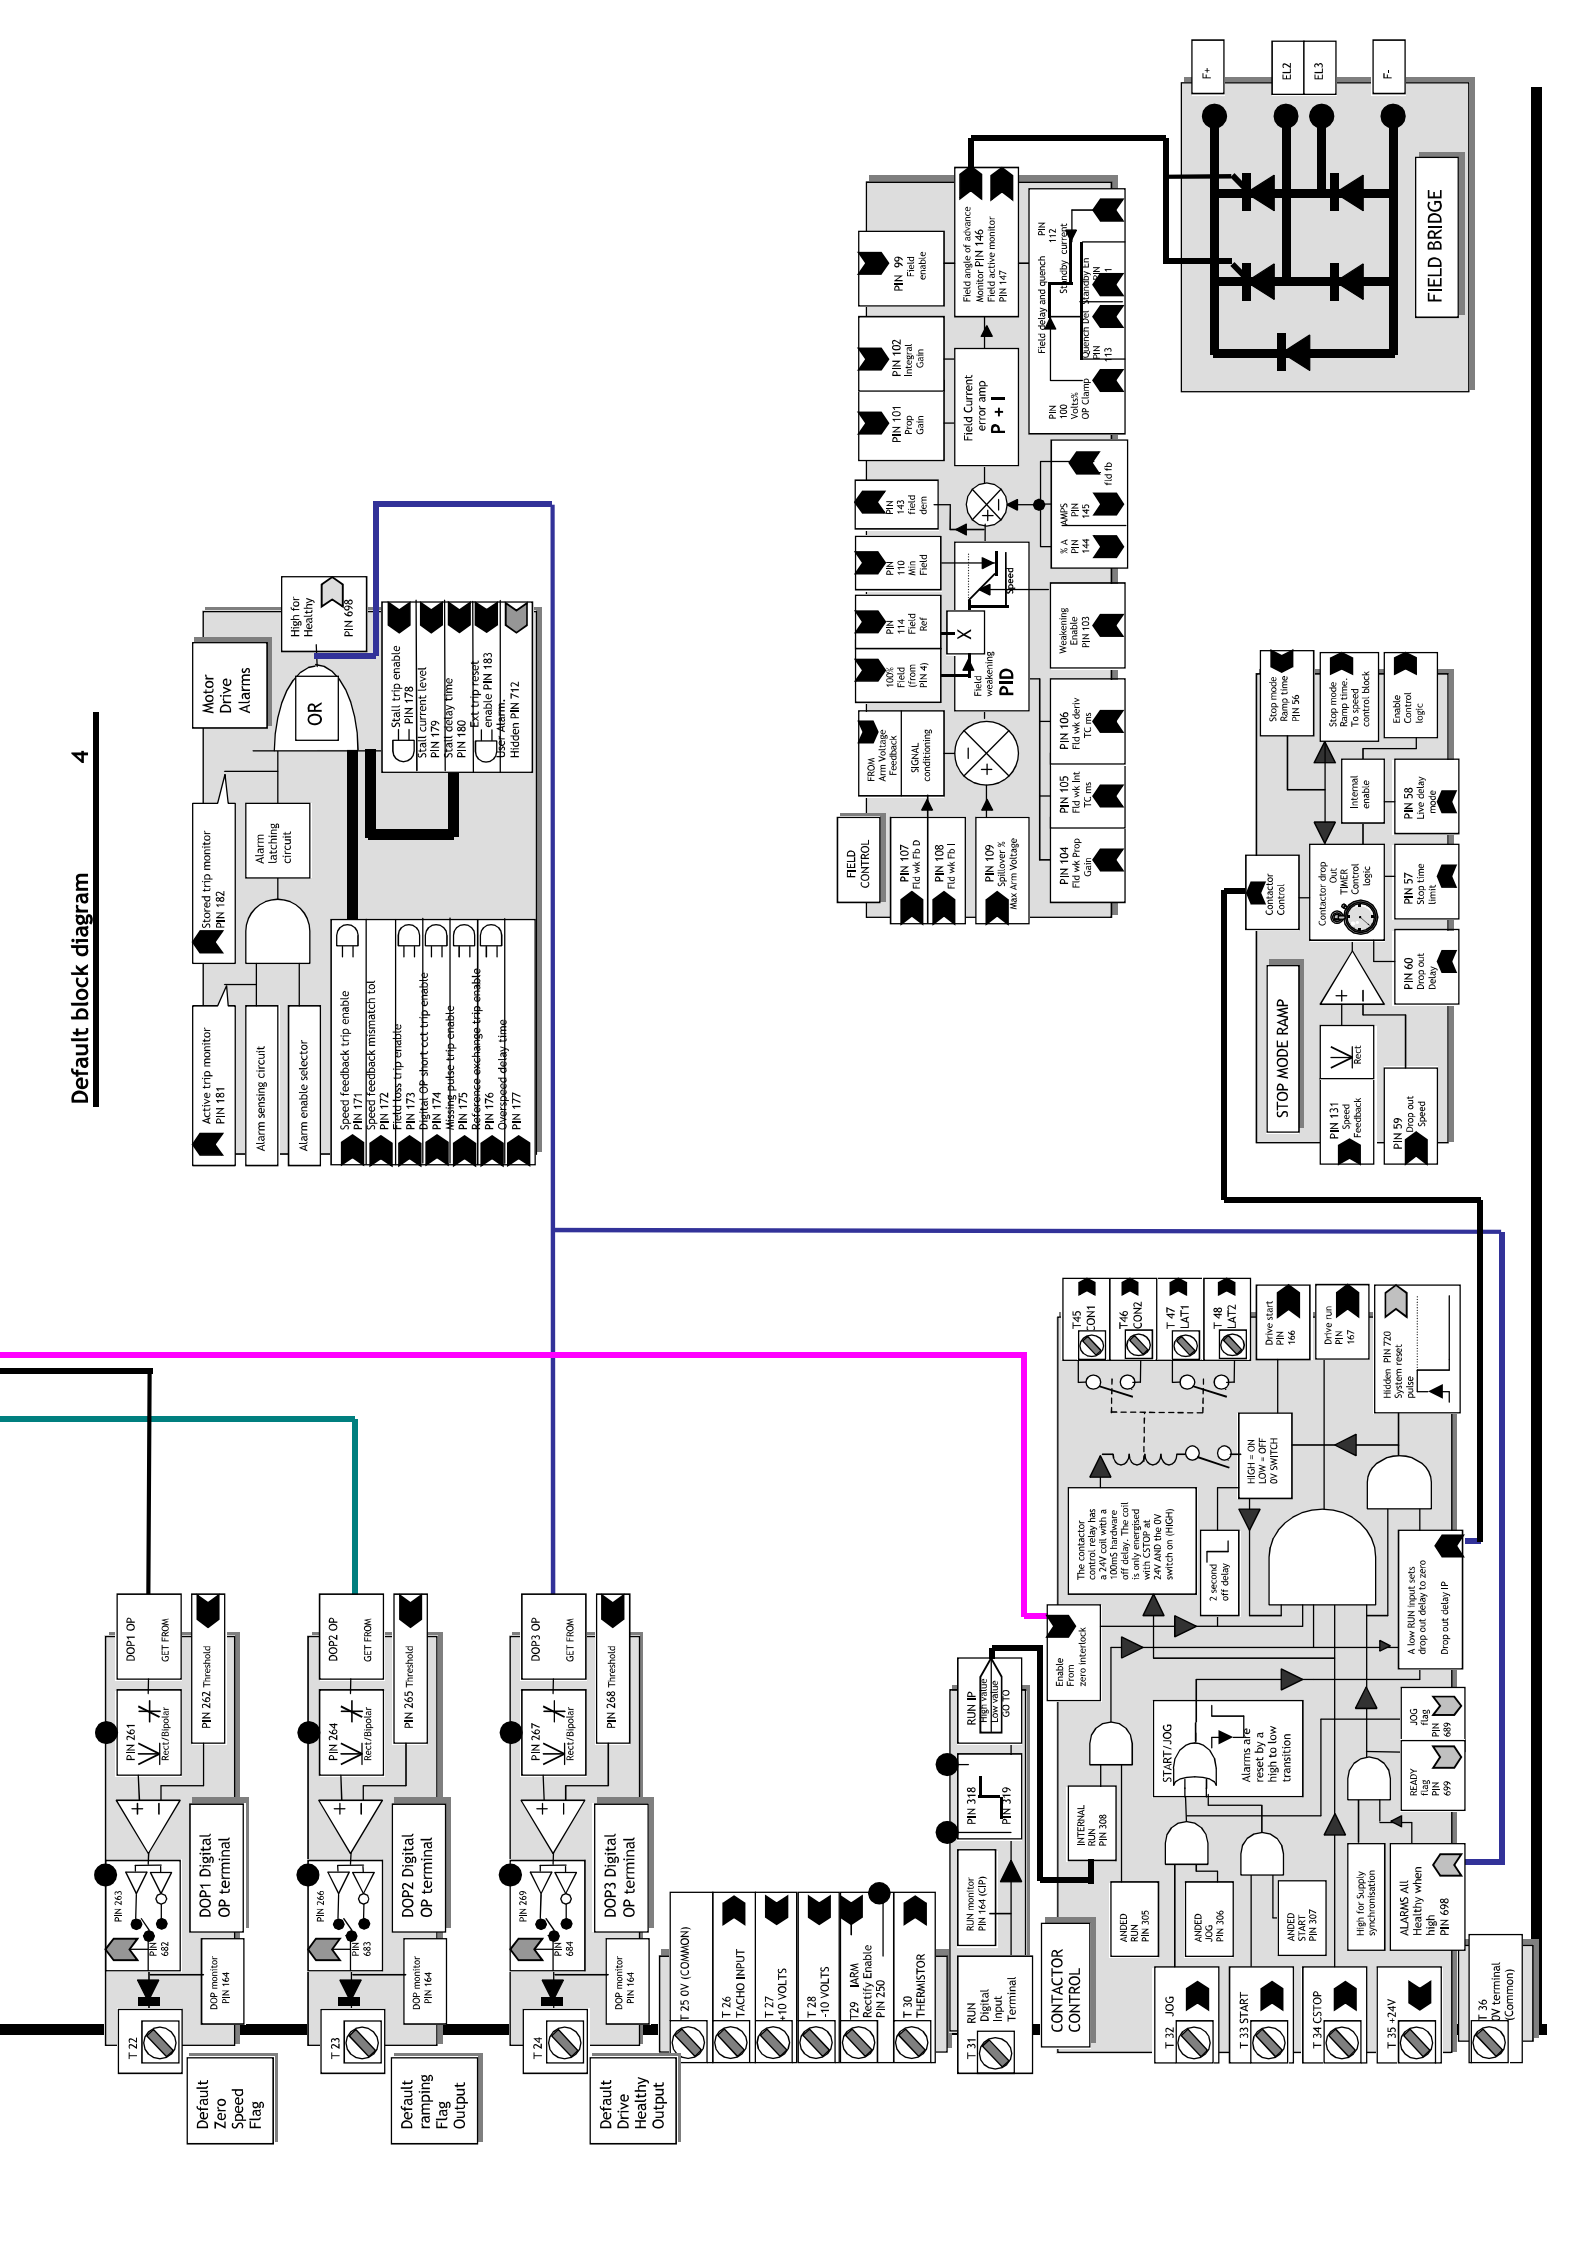 Default block diagram 4
Motor
Drive
Alarms
High for
Healthy
PIN 698
OR
Stored trip monitor
PIN 182
Alarm
latching
circuit
Active trip monitor
PIN 181
Alarm sensing circuit
Alarm enable selector
Stall trip enable
PIN 178
Stall current level
PIN 179
Stall delay time
PIN 180
Ext trip reset
enable PIN 183
User Alarm.
Hidden PIN 712
Speed feedback trip enable
PIN 171
Speed feedback mismatch tol
PIN 172
Field loss trip enable
PIN 173
Digital OP short cct trip enable
PIN 174
Missing pulse trip enable
PIN 175
Reference exchange trip enable
PIN 176
Overspeed delay time
PIN 177
F+
EL2
EL3
F-
FIELD BRIDGE
FIELD
CONTROL
PIN 99
Field
enable
PIN 102
Integral
Gain
PIN 101
Prop
Gain
PIN
143
field
dem
PIN
110
Min
Field
PIN
114
Field
Ref
100%
Field
(from
PIN 4)
FROM
Arm Voltage
Feedback
SIGNAL
conditioning
PIN 107
Fld wk Fb D
PIN 108
Fld wk Fb I
PIN 109
Spillover %
Max Arm Voltage
Field angle of advance
Monitor PIN 146
Field active monitor
PIN 147
Field Current
error amp
P + I
+
−
Speed
X
Field
weakening
PID
−
+
Field delay and quench
PIN
112
Standby current
Standby En
PIN
Quench Del
PIN
113
PIN
100
Volts%
OP Clamp
fld fb
AMPS
PIN
145
% A
PIN
144
Weakening
Enable
PIN 103
PIN 106
Fld wk deriv
TC ms
PIN 105
Fld wk Int
TC ms
PIN 104
Fld wk Prop
Gain
STOP MODE RAMP
Stop mode
Ramp time
PIN 56
Stop mode
Ramp time.
To speed
control block
Enable
Control
logic
Internal
enable
PIN 58
Live delay
mode
Contactor
Control
Contactor drop
Out
TIMER
Control
logic
PIN 57
Stop time
limit
PIN 60
Drop out
Delay
+
−
Rect
PIN 131
Speed
Feedback
PIN 59
Drop out
Speed
DOP1 OP
GET FROM
PIN 262 Threshold
PIN 261
Rect/Bipolar
+
−
PIN 263
PIN
682
DOP1 Digital
OP terminal
DOP monitor
PIN 164
T 22
Default
Zero
Speed
Flag
DOP2 OP
GET FROM
PIN 265 Threshold
PIN 264
Rect/Bipolar
+
−
PIN 266
PIN
683
DOP2 Digital
OP terminal
DOP monitor
PIN 164
T 23
Default
ramping
Flag
Output
DOP3 OP
GET FROM
PIN 268 Threshold
PIN 267
Rect/Bipolar
+
−
PIN 269
PIN
684
DOP3 Digital
OP terminal
DOP monitor
PIN 164
T 24
Default
Drive
Healthy
Output
T 25 0V (COMMON)
T 26
TACHO INPUT
T 27
+10 VOLTS
T 28
-10 VOLTS
T29 IARM
Rectify Enable
PIN 250
T 30
THERMISTOR
RUN IP
High value
Low value
GO TO
PIN 318
PIN 319
RUN monitor
PIN 164 (CIP)
RUN
Digital
Input
Terminal
T 31
CONTACTOR
CONTROL
T45
CON1
T46
CON2
T 47
LAT1
T 48
LAT2
Drive start
PIN
166
Drive run
PIN
167
Hidden PIN 720
System reset
pulse
HIGH = ON
LOW = OFF
0V SWITCH
The contactor
control relay has
a 24V coil with a
100mS hardware
off delay. The coil
is only energised
with CSTOP at
24V AND the 0V
switch on (HIGH)
2 second
off delay
Enable
From
zero interlock
A low RUN input sets
drop out delay to zero
Drop out delay IP
START/JOG
Alarms are
reset by a
high to low
transition
JOG
flag
PIN
689
READY
flag
PIN
699
INTERNAL
RUN
PIN 308
ANDED
RUN
PIN 305
ANDED
JOG
PIN 306
ANDED
START
PIN 307
High for Supply
synchronisation
ALARMS All
Healthy when
high
PIN 698
T 32 JOG
T 33 START
T 34 CSTOP
T 35 +24V
T 36
0V terminal
(Common)